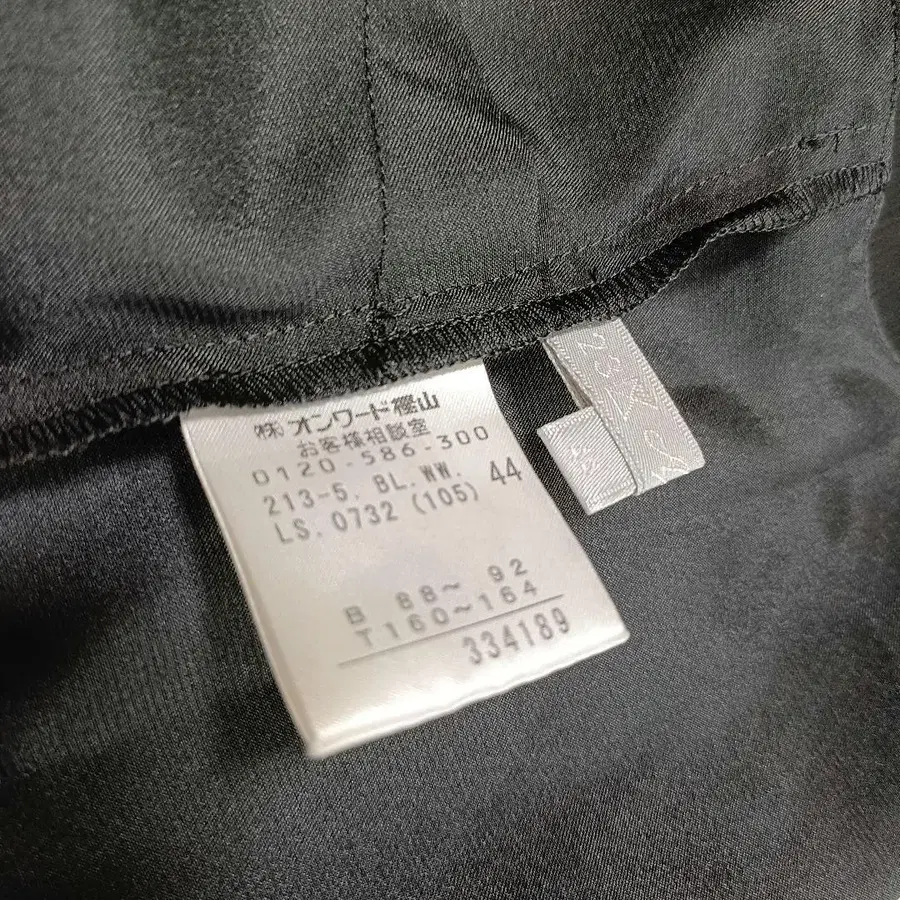 ㈱オンワード樫山
お客様相談室
0120-586-300
213-5. BL.WW. 44
LS. 0732 (105)
B 88～ 92
T 160～164
334189